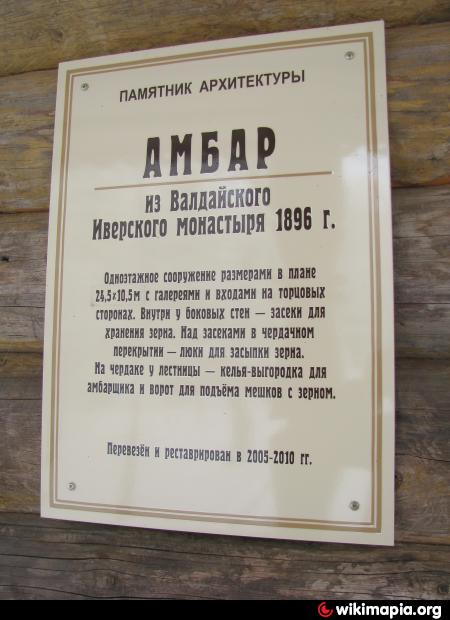 ПАМЯТНИК АРХИТЕКТУРЫ
АМБАР
из Валдайского
Иверского монастыря 1896 г.
Одноэтажное сооружение размерами в плане
24,5×10,5м с галереями и входами на торцовых
сторонах. Внутри у боковых стен — засеки для
хранения зерна. Над засеками в чердачном
перекрытии — люки для засыпки зерна.
На чердаке у лестницы — келья-выгородка для
амбарщика и ворот для подъёма мешков с зерном.
Перевезён и реставрирован в 2005-2010 гг.
wikimapia.org